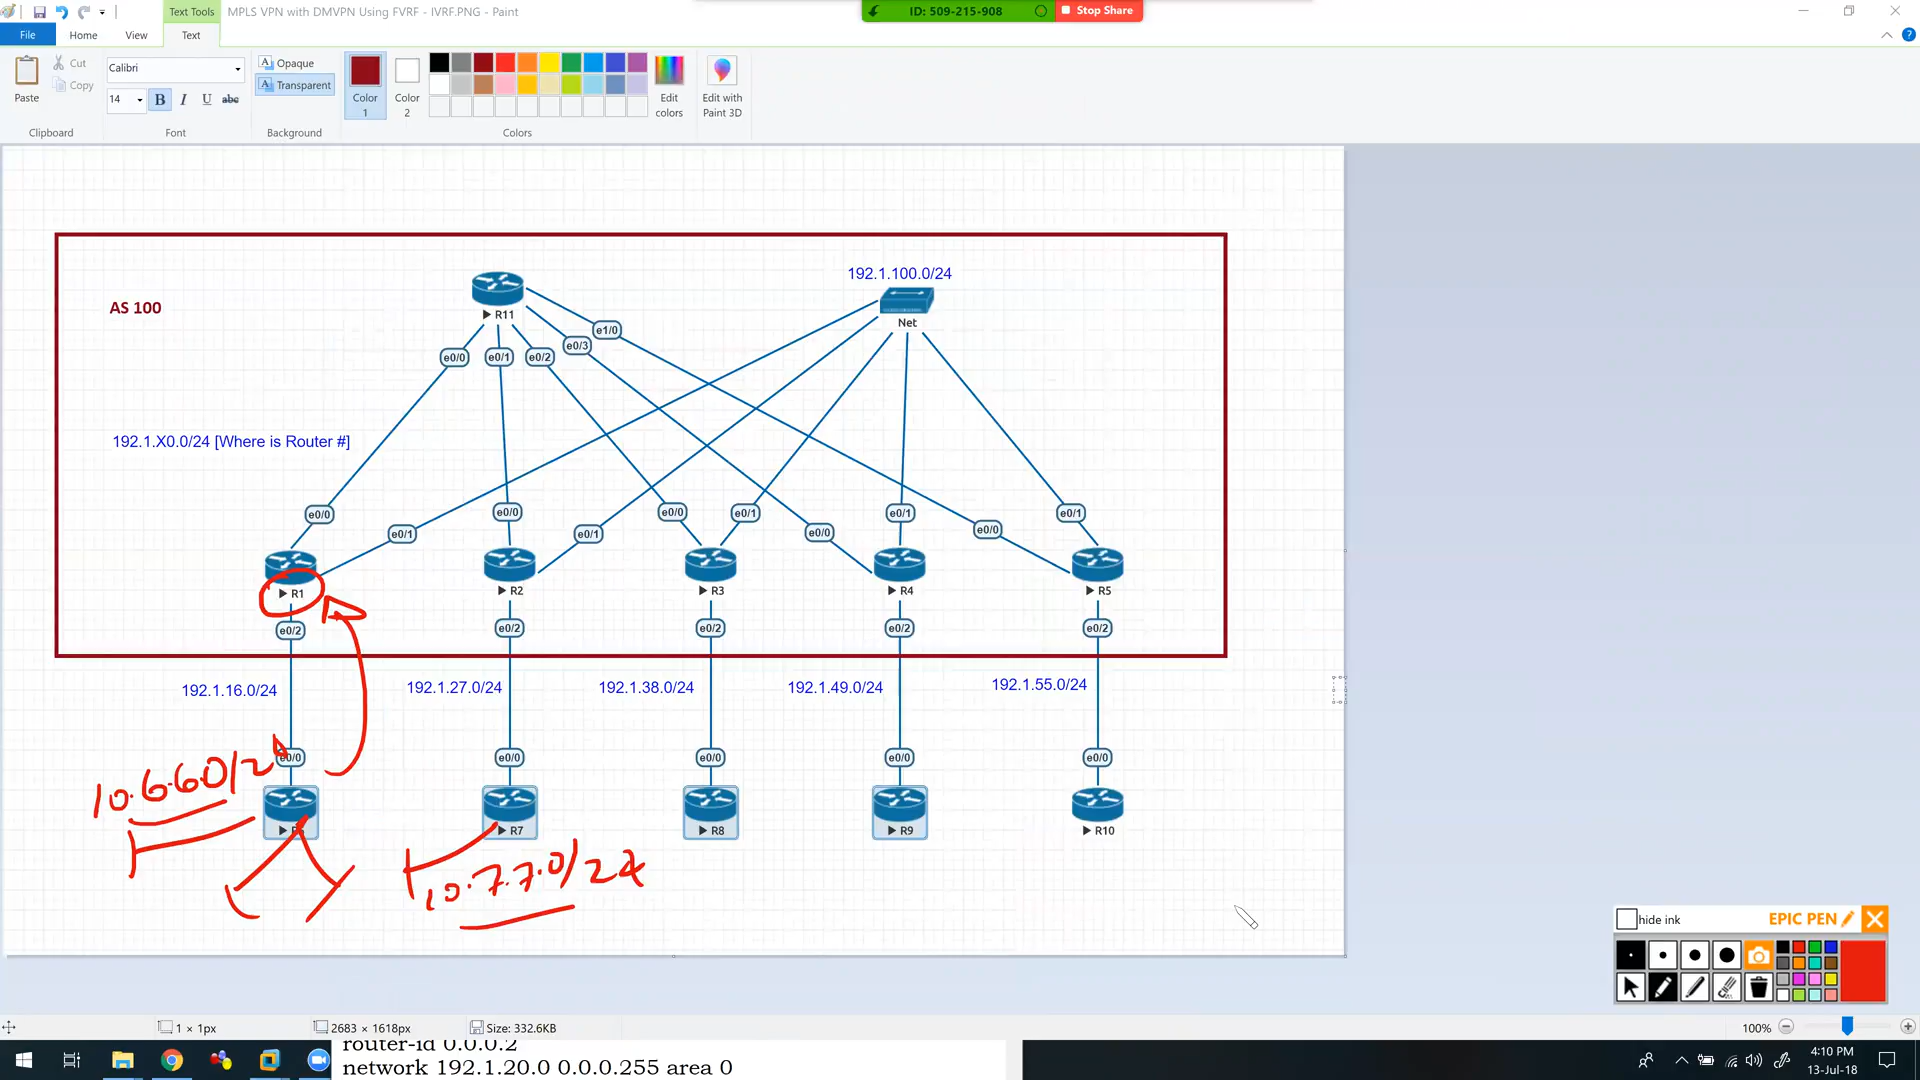 Text Tools
MPLS VPN with DMVPN Using FVRF - IVRF.PNG - Paint
ID: 509-215-908
Stop Share
File
Home
View
Text
Paste
Cut
Copy
Clipboard
Calibri
14
B I U abc
Font
Opaque
Transparent
Background
Color 1
Color 2
Edit colors
Edit with Paint 3D
Colors
AS 100
192.1.100.0/24
R11
Net
e1/0
e0/3
e0/0
e0/1
e0/2
192.1.X0.0/24 [Where is Router #]
e0/0
e0/1
e0/0
e0/1
e0/0
e0/1
e0/0
e0/1
e0/0
e0/1
R1
R2
R3
R4
R5
e0/2
e0/2
e0/2
e0/2
e0/2
192.1.16.0/24
192.1.27.0/24
192.1.38.0/24
192.1.49.0/24
192.1.55.0/24
e0/0
e0/0
e0/0
e0/0
e0/0
R7
R8
R9
R10
10.7.7.0/24
hide ink
EPIC PEN
1 × 1px
2683 × 1618px
Size: 332.6KB
100%
router-id 0.0.0.2
network 192.1.20.0 0.0.0.255 area 0
4:10 PM
13-Jul-18